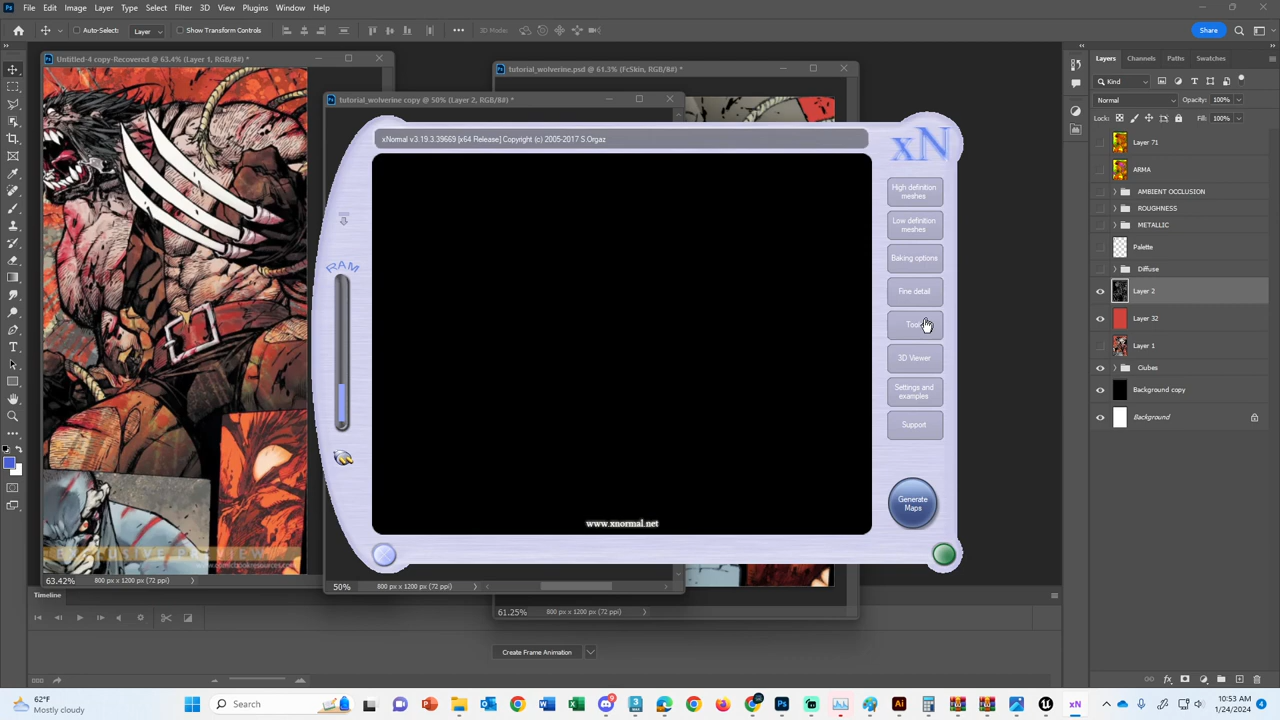 File Edit Image Layer Type Select Filter 3D View Plugins Window Help
Auto-Select: Layer Show Transform Controls 3D Mode: Share
Untitled-4 copy-Recovered @ 63.4% (Layer 1, RGB/8#) *
tutorial_wolverine.psd @ 61.3% (FcSkin, RGB/8#) *
tutorial_wolverine copy @ 50% (Layer 2, RGB/8#) *
xNormal v3.19.3.39669 [x64 Release] Copyright (c) 2005-2017 S.Orgaz
xN
RAM
High definition
meshes
Low definition
meshes
Baking options
Fine detail
3D Viewer
Settings and
examples
Support
Generate
Maps
www.xnormal.net
EXCLUSIVE PREVIEW
63.42% 800 px x 1200 px (72 ppi)
50% 800 px x 1200 px (72 ppi)
61.25% 800 px x 1200 px (72 ppi)
Layers Channels Paths Swatches
Kind
Normal Opacity: 100%
Locks: 100%
Layer 71
ARMA
AMBIENT OCCLUSION
ROUGHNESS
METALLIC
Palette
Diffuse
Layer 2
Layer 32
Layer 1
Background copy
Background
Timeline
Create Frame Animation
62°F
Mostly cloudy
Search
10:53 AM
1/24/2024